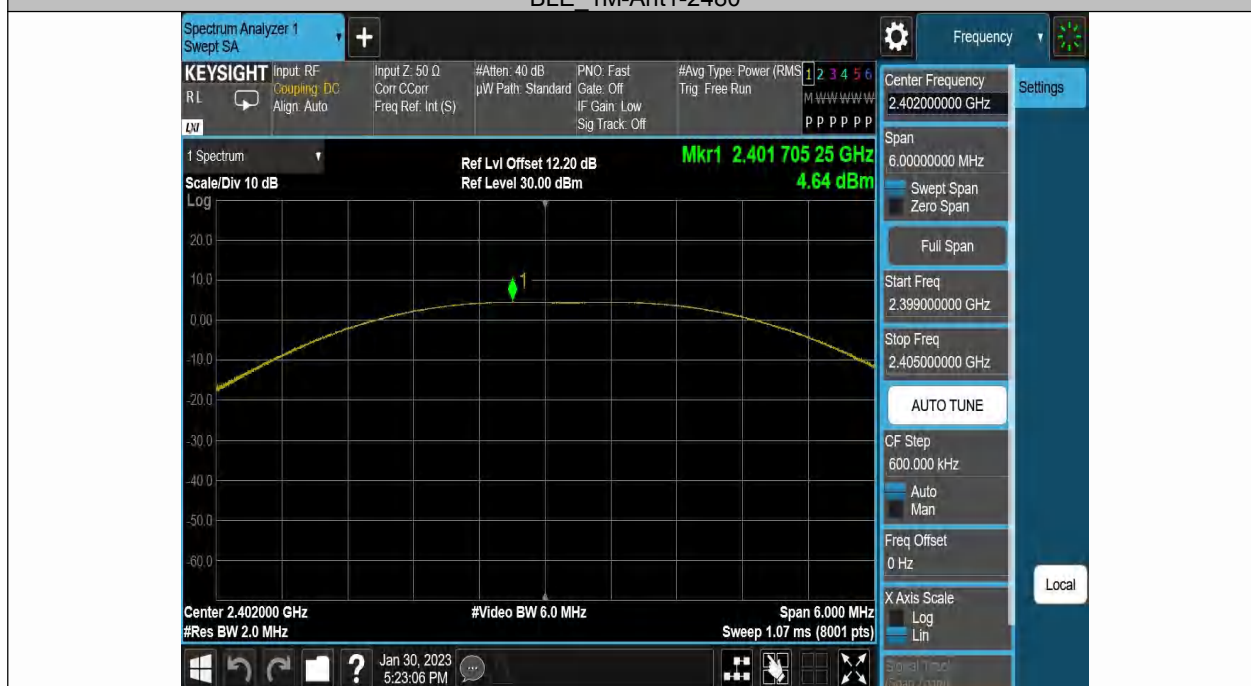 BLE_1M-Ant1-2480
Spectrum Analyzer 1
Swept SA
Frequency
KEYSIGHT
RL
LXI
Input: RF
Coupling: DC
Align: Auto
Input Z: 50 Ω
Corr CCorr
Freq Ref: Int (S)
#Atten: 40 dB
µW Path: Standard
PNO: Fast
Gate: Off
IF Gain: Low
Sig Track: Off
#Avg Type: Power (RMS
Trig: Free Run
1 2 3 4 5 6
M W W W W W
P P P P P P
Center Frequency
2.402000000 GHz
Settings
Span
6.00000000 MHz
Swept Span
Zero Span
Full Span
Start Freq
2.399000000 GHz
Stop Freq
2.405000000 GHz
AUTO TUNE
CF Step
600.000 kHz
Auto
Man
Freq Offset
0 Hz
X Axis Scale
Log
Lin
Local
1 Spectrum
Scale/Div 10 dB
Log
Ref Lvl Offset 12.20 dB
Ref Level 30.00 dBm
Mkr1 2.401 705 25 GHz
4.64 dBm
1
20.0
10.0
0.00
-10.0
-20.0
-30.0
-40.0
-50.0
-60.0
Center 2.402000 GHz
#Video BW 6.0 MHz
Span 6.000 MHz
#Res BW 2.0 MHz
Sweep 1.07 ms (8001 pts)
?
Jan 30, 2023
5:23:06 PM